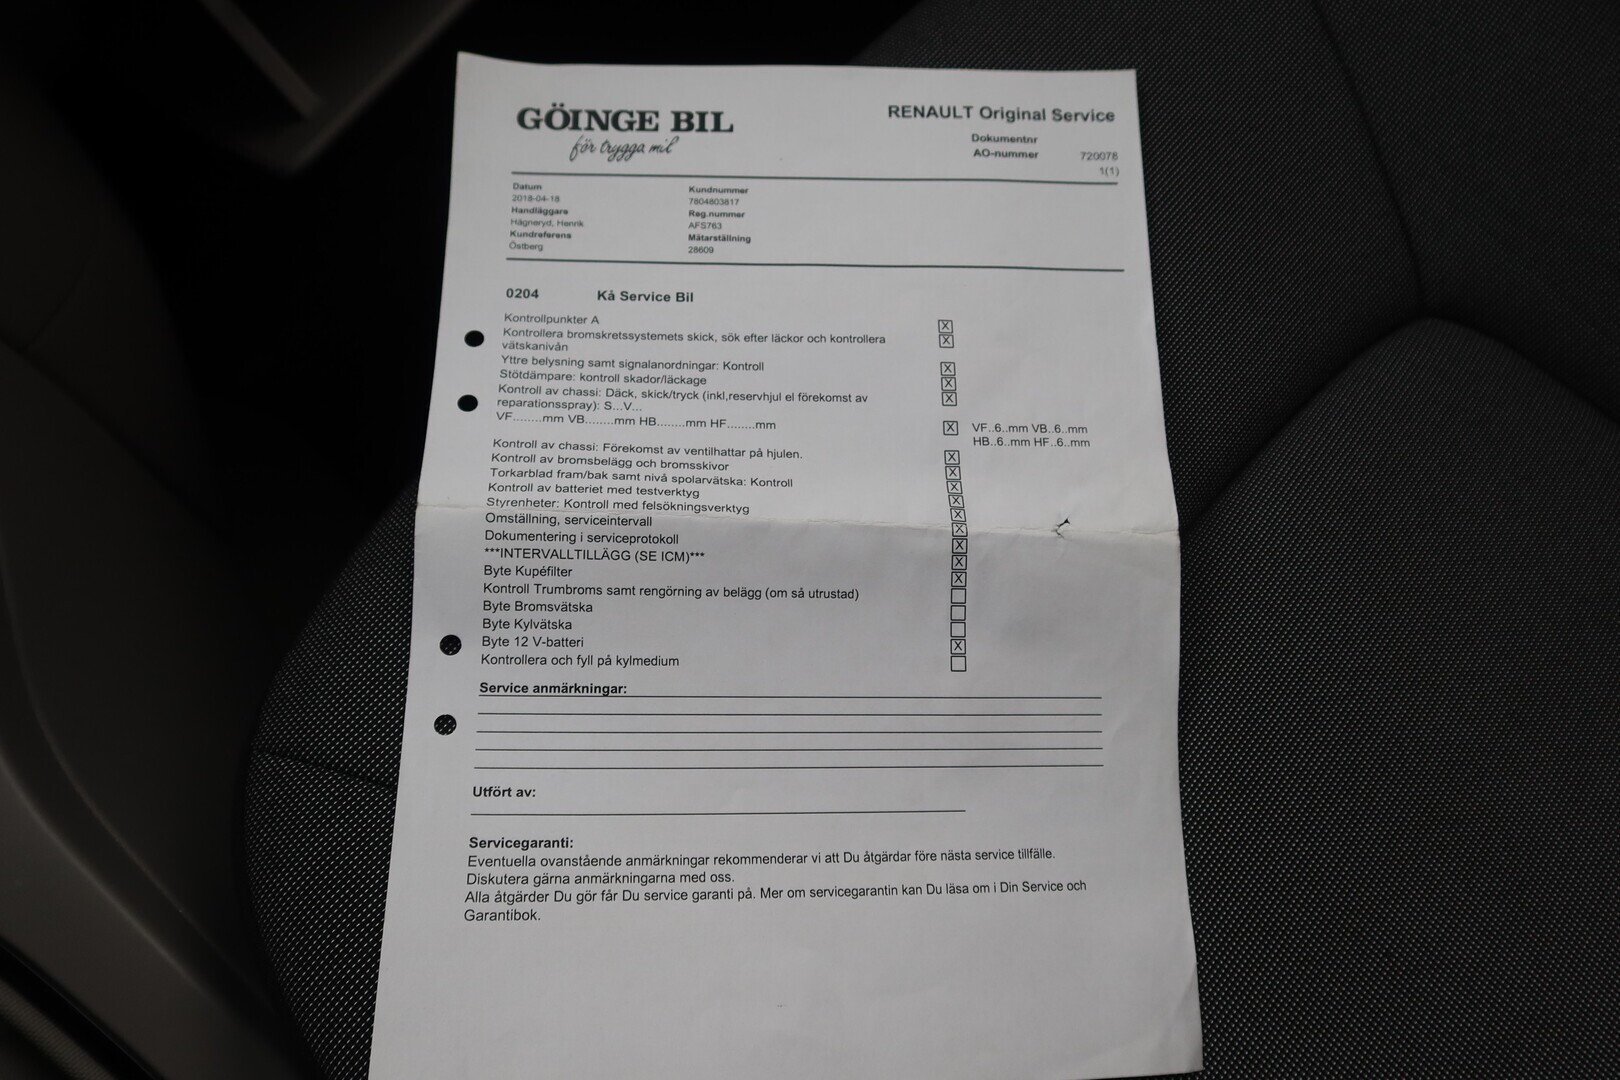 GÖINGE BIL
för trygga mil
RENAULT Original Service
Dokumentnr
AO-nummer 720078
1(1)
Datum
2018-04-18
Handläggare
Hägneryd, Henrik
Kundreferens
Östberg
Kundnummer
7804803817
Reg.nummer
AFS763
Mätarställning
28609
0204 Kå Service Bil
Kontrollpunkter A X
Kontrollera bromskretssystemets skick, sök efter läckor och kontrollera X
vätskanivån
Yttre belysning samt signalanordningar: Kontroll X
Stötdämpare: kontroll skador/läckage X
Kontroll av chassi: Däck, skick/tryck (inkl,reservhjul el förekomst av X
reparationsspray): S...V...
VF........mm VB........mm HB........mm HF........mm X VF..6..mm VB..6..mm
HB..6..mm HF..6..mm
Kontroll av chassi: Förekomst av ventilhattar på hjulen. X
Kontroll av bromsbelägg och bromsskivor X
Torkarblad fram/bak samt nivå spolarvätska: Kontroll X
Kontroll av batteriet med testverktyg X
Styrenheter: Kontroll med felsökningsverktyg X
Omställning, serviceintervall X
Dokumentering i serviceprotokoll X
***INTERVALLTILLÄGG (SE ICM)*** X
Byte Kupéfilter X
Kontroll Trumbroms samt rengörning av belägg (om så utrustad)
Byte Bromsvätska
Byte Kylvätska
Byte 12 V-batteri X
Kontrollera och fyll på kylmedium
Service anmärkningar:
Utfört av:
Servicegaranti:
Eventuella ovanstående anmärkningar rekommenderar vi att Du åtgärdar före nästa service tillfälle.
Diskutera gärna anmärkningarna med oss.
Alla åtgärder Du gör får Du service garanti på. Mer om servicegarantin kan Du läsa om i Din Service och
Garantibok.